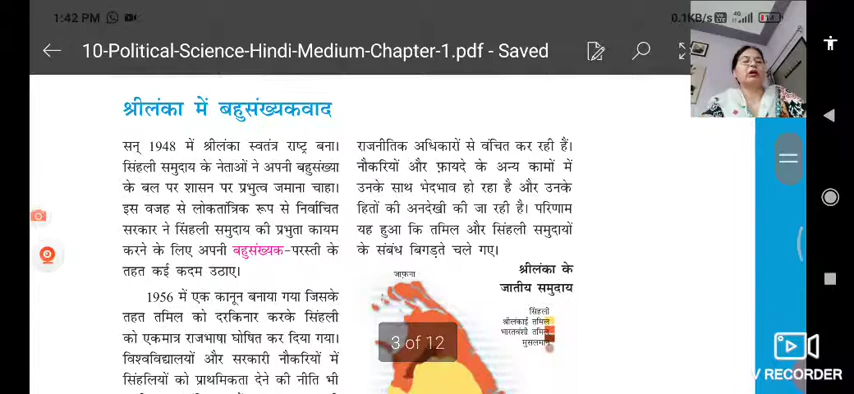 1:42 PM
0.1KB/s
4G
10-Political-Science-Hindi-Medium-Chapter-1.pdf - Saved
श्रीलंका में बहुसंख्यकवाद
सन् 1948 में श्रीलंका स्वतंत्र राष्ट्र बना।
सिंहली समुदाय के नेताओं ने अपनी बहुसंख्या
के बल पर शासन पर प्रभुत्व जमाना चाहा।
इस वजह से लोकतांत्रिक रूप से निर्वाचित
सरकार ने सिंहली समुदाय की प्रभुता कायम
करने के लिए अपनी बहुसंख्यक-परस्ती के
तहत कई कदम उठाए।
1956 में एक कानून बनाया गया जिसके
तहत तमिल को दरकिनार करके सिंहली
को एकमात्र राजभाषा घोषित कर दिया गया।
विश्वविद्यालयों और सरकारी नौकरियों में
सिंहलियों को प्राथमिकता देने की नीति भी
राजनीतिक अधिकारों से वंचित कर रही हैं।
नौकरियों और फ़ायदे के अन्य कामों में
उनके साथ भेदभाव हो रहा है और उनके
हितों की अनदेखी की जा रही है। परिणाम
यह हुआ कि तमिल और सिंहली समुदायों
के संबंध बिगड़ते चले गए।
श्रीलंका के
जातीय समुदाय
जाफ़ना
सिंहली
श्रीलंकाई तमिल
भारतवंशी तमिल
मुसलमान
3 of 12
V RECORDER